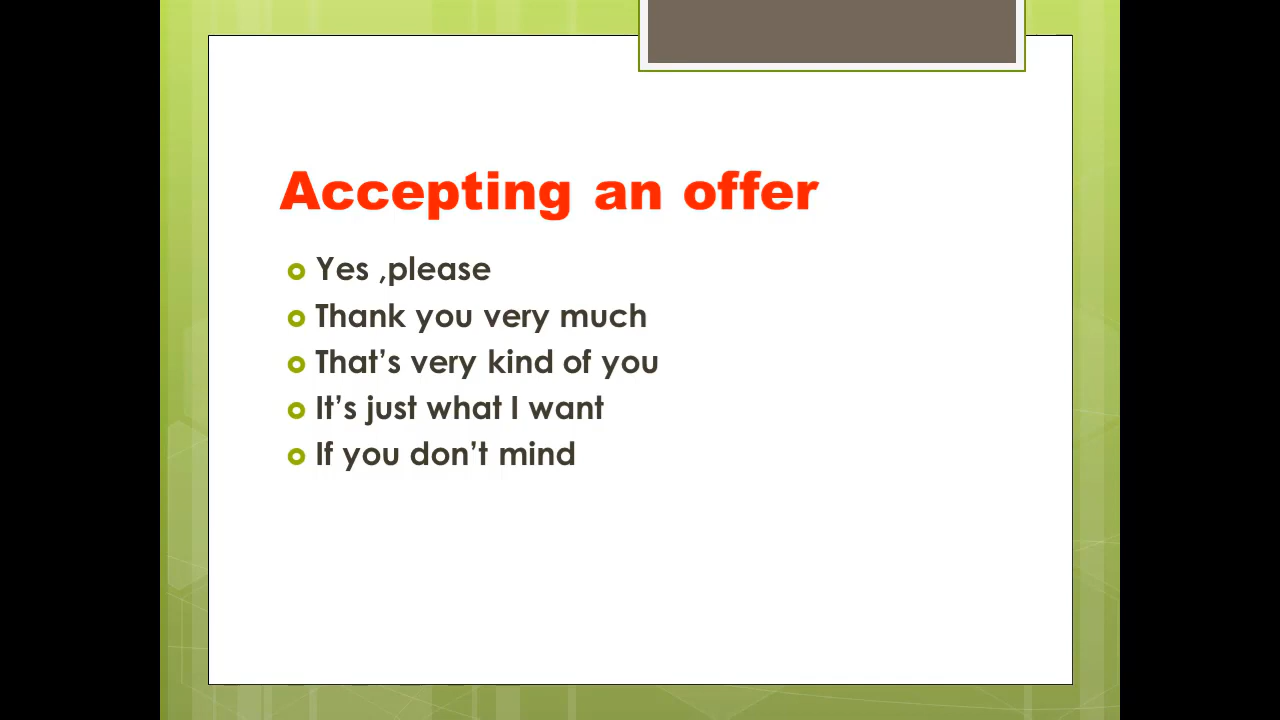 Accepting an offer
Yes ,please
Thank you very much
That’s very kind of you
It’s just what I want
If you don’t mind